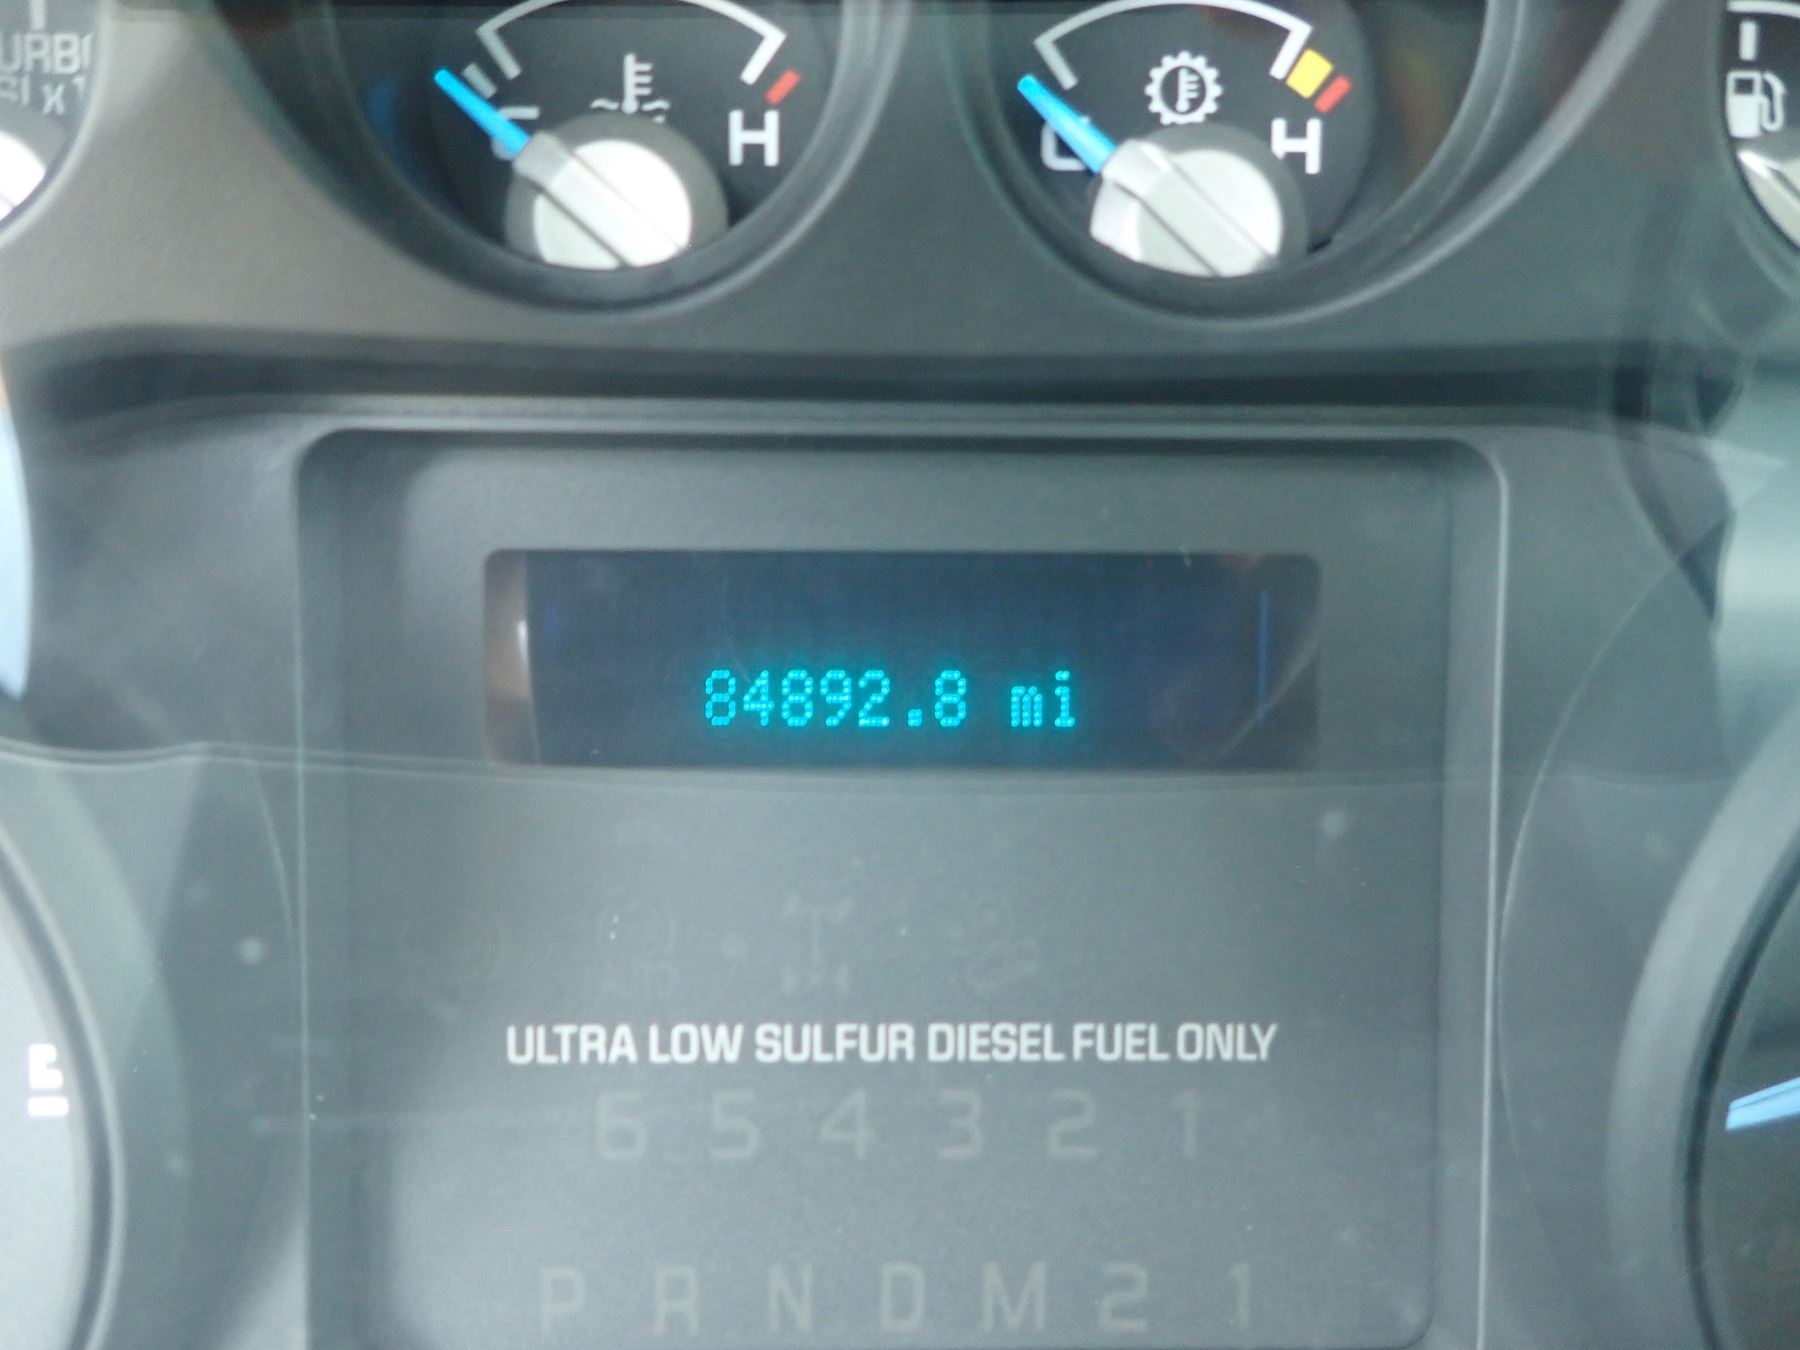 H
C H
84892.8 mi
ULTRA LOW SULFUR DIESEL FUEL ONLY
6 5 4 3 2 1
P R N D M 2 1